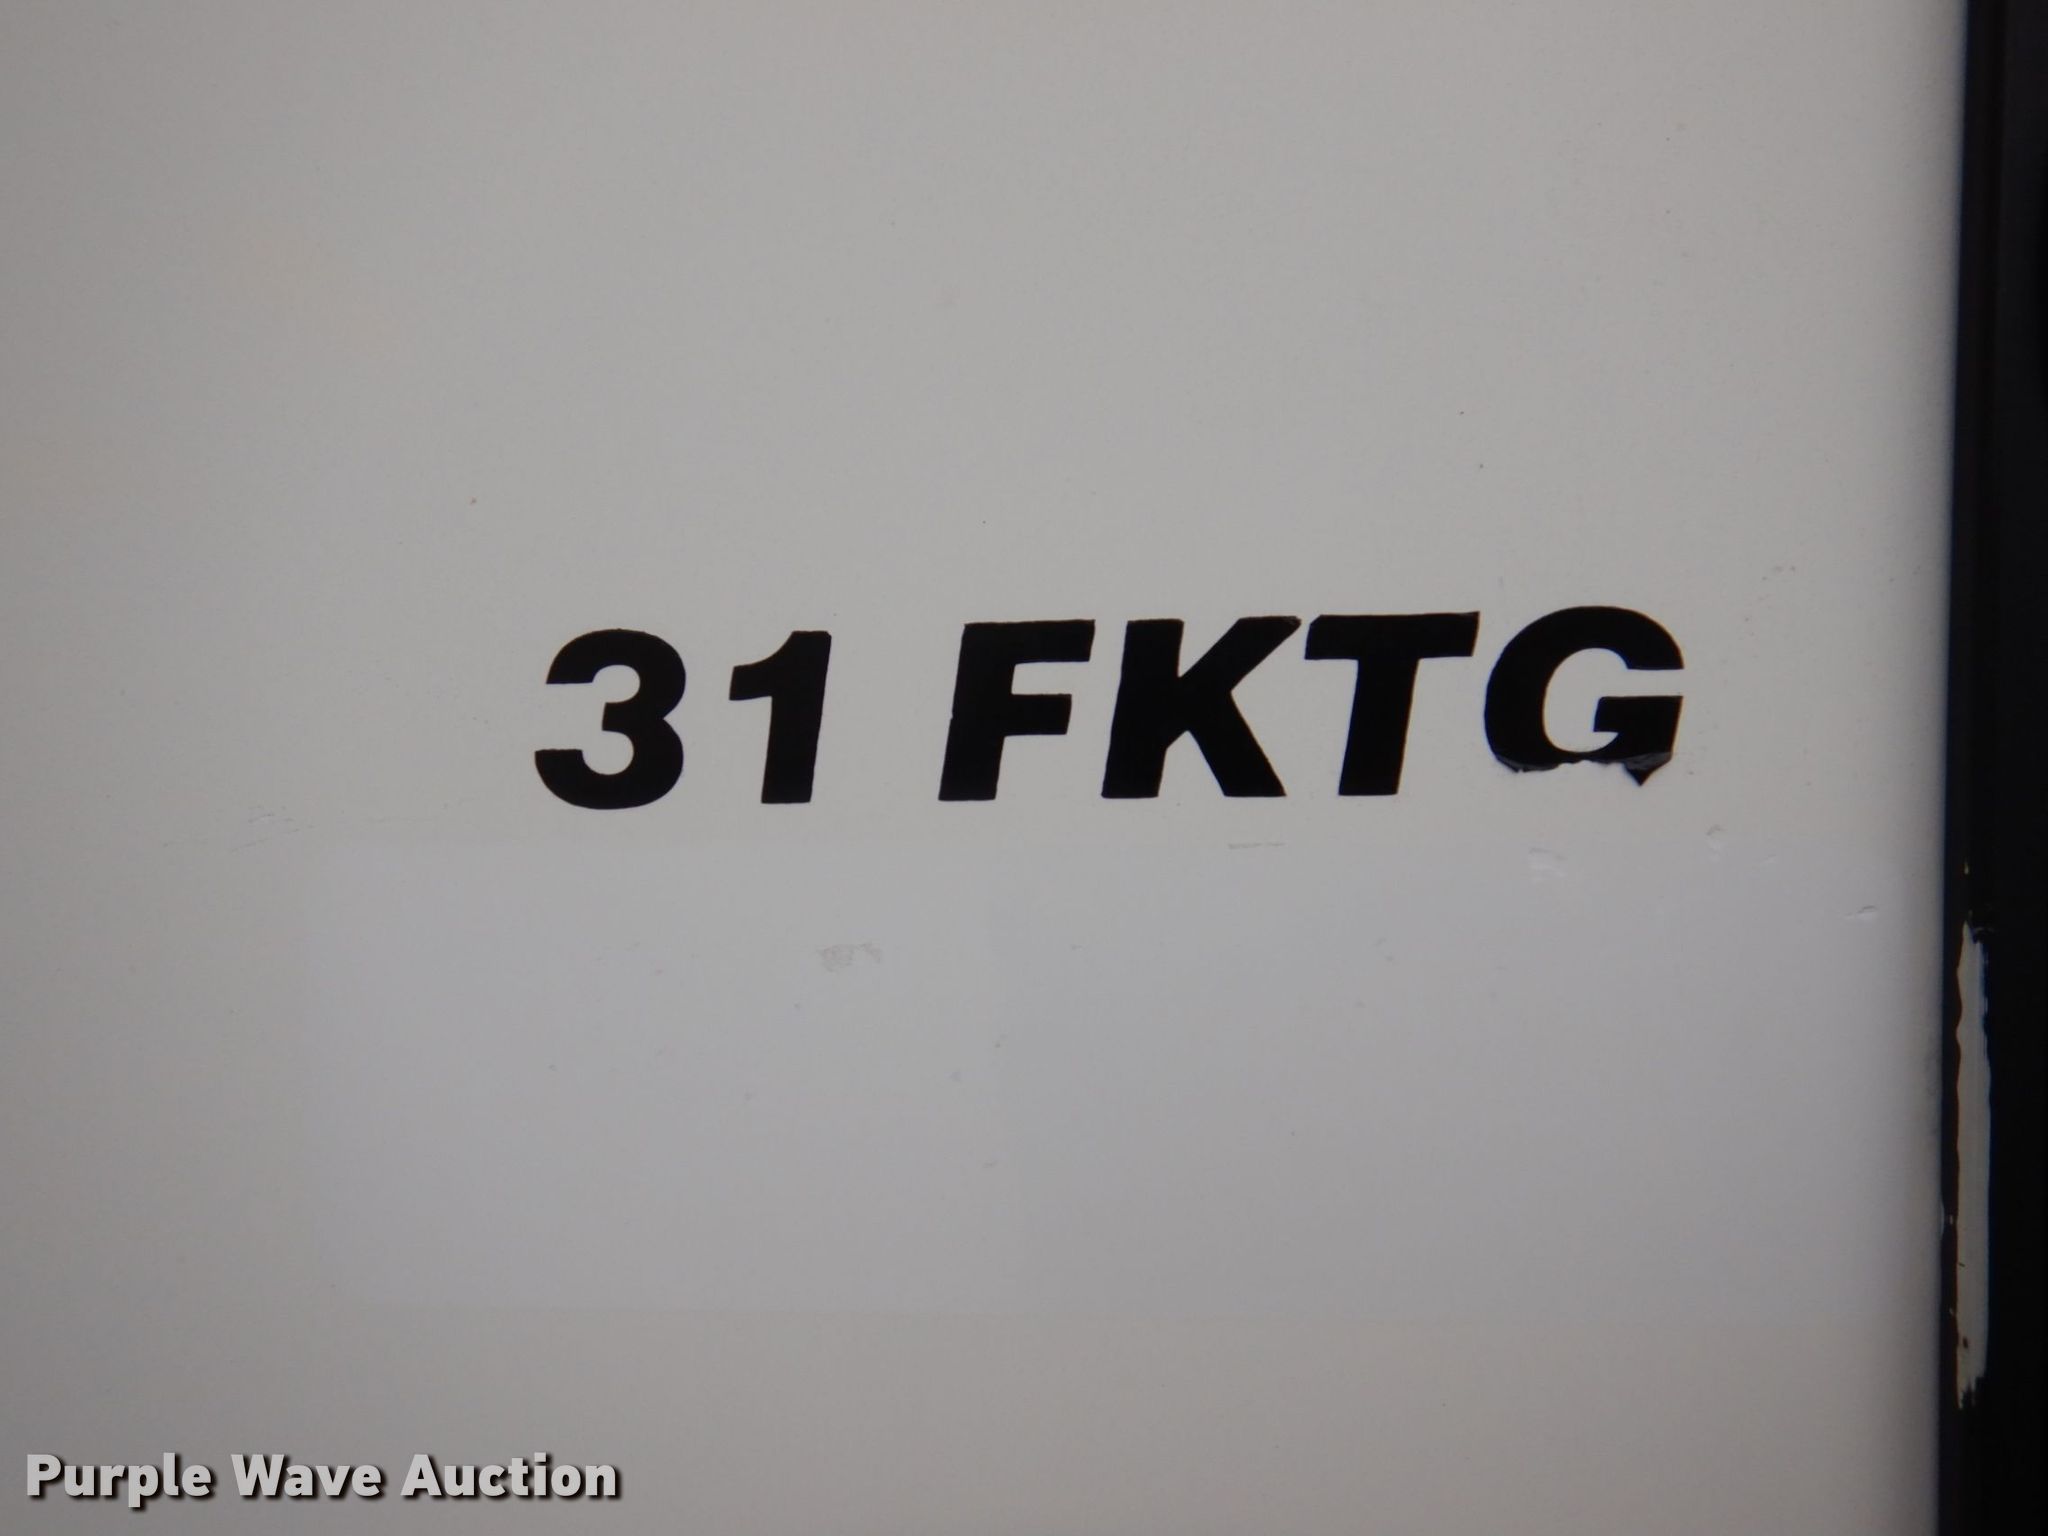 31 FKTG
Purple Wave Auction